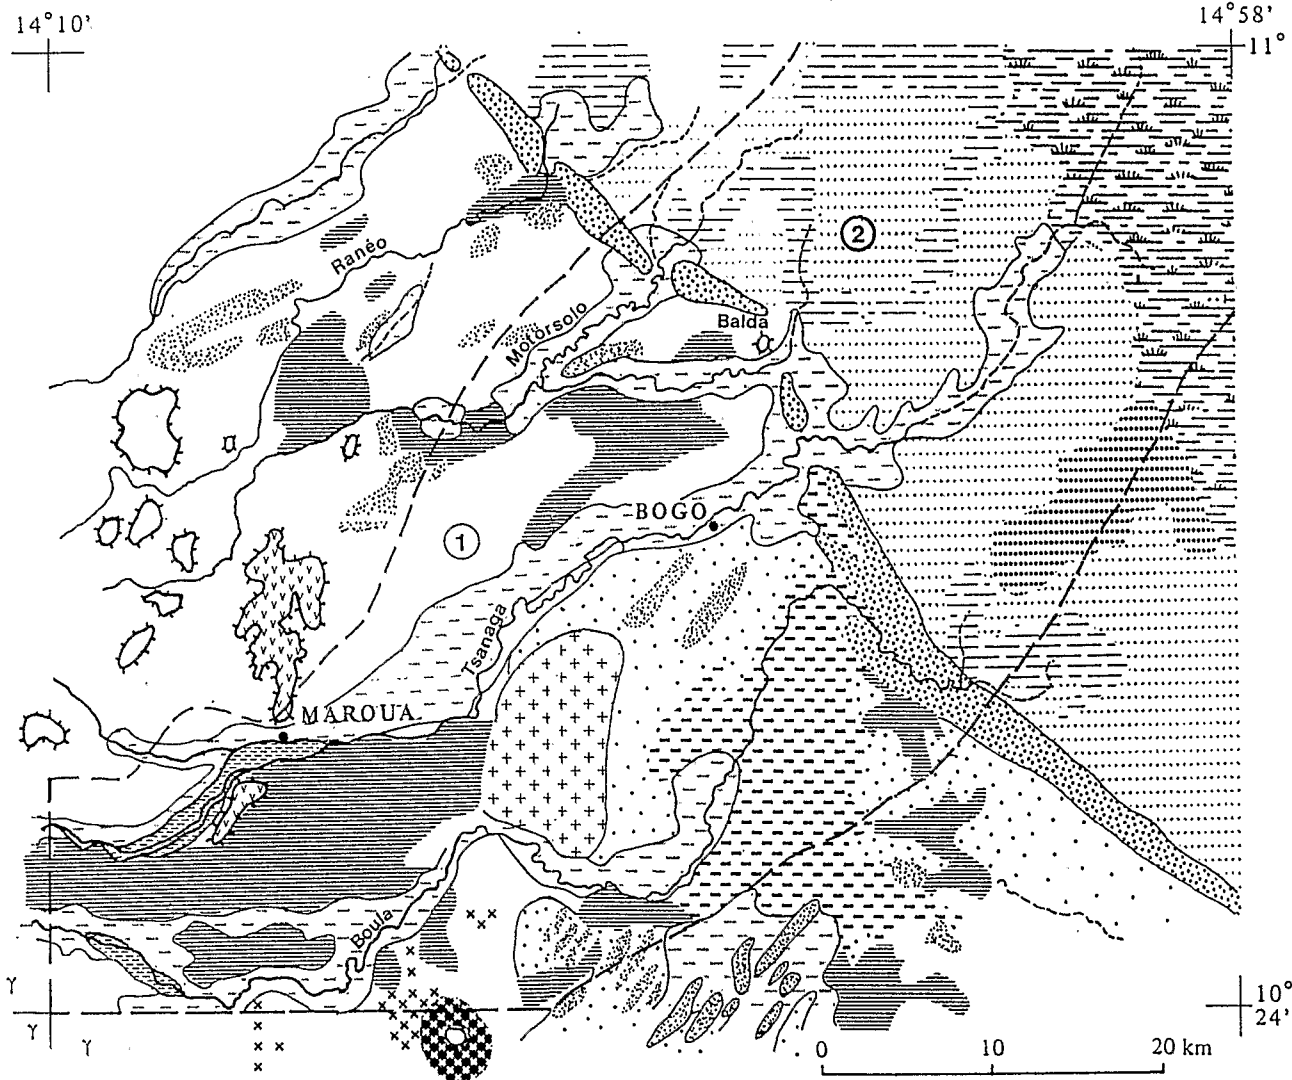 14°10'
14°58'
11°
2
Ranéo
Motorsolo
Balda
BOGO
1
Tsanaga
MAROUA
Boula
γ
γ
γ
10°
24'
0 10 20 km